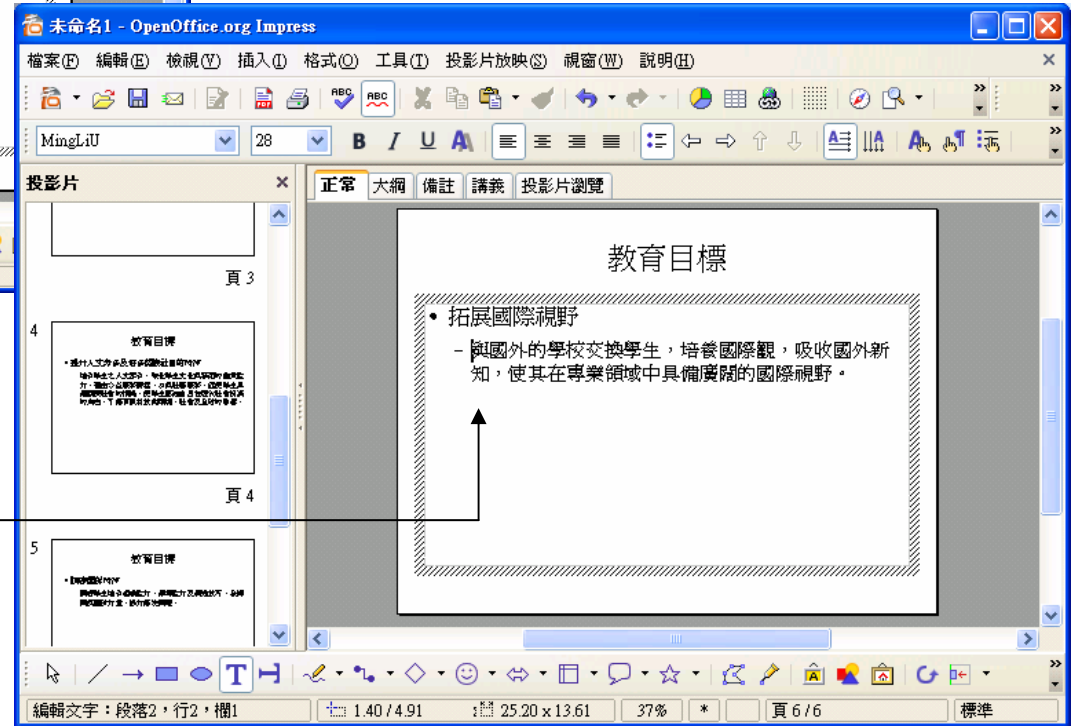 未命名1 - OpenOffice.org Impress
檔案(F) 編輯(E) 檢視(V) 插入(I) 格式(O) 工具(T) 投影片放映(S) 視窗(W) 說明(H)
MingLiU 28
投影片
正常 大綱 備註 講義 投影片瀏覽
頁 3
4
教育目標
頁 4
5
教育目標
教育目標
• 拓展國際視野
– 與國外的學校交換學生，培養國際觀，吸收國外新
知，使其在專業領域中具備廣闊的國際視野。
編輯文字：段落2，行2，欄1 1.40 / 4.91 25.20 x 13.61 37% * 頁 6 / 6 標準